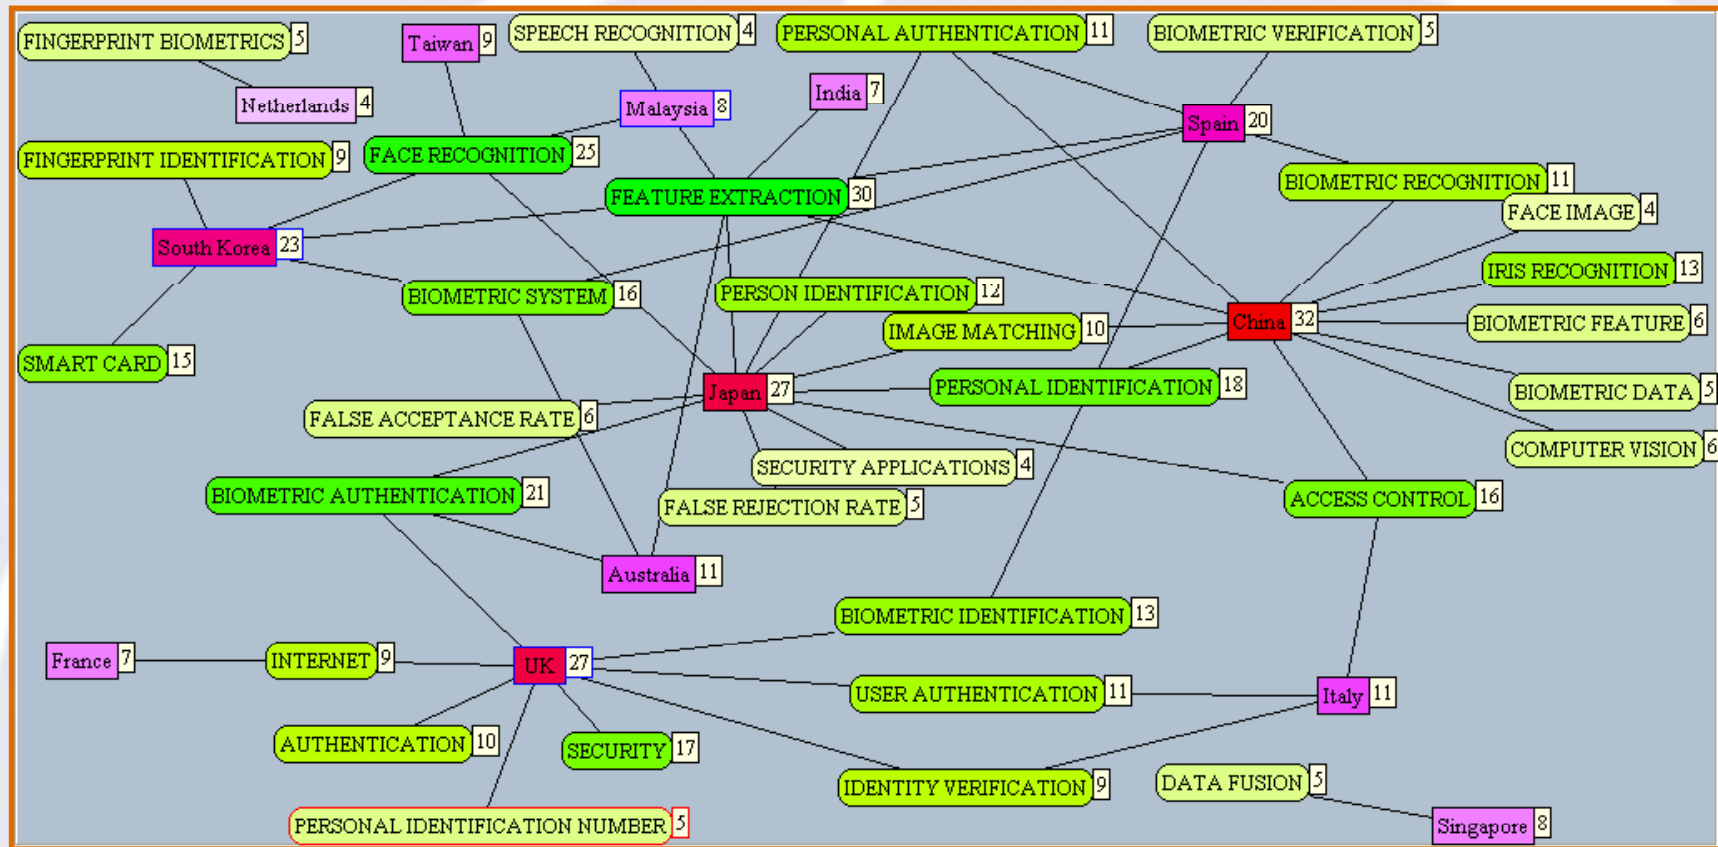 FINGERPRINT BIOMETRICS 5
Taiwan 9
SPEECH RECOGNITION 4
PERSONAL AUTHENTICATION 11
BIOMETRIC VERIFICATION 5
Netherlands 4
Malaysia 8
India 7
Spain 20
FINGERPRINT IDENTIFICATION 9
FACE RECOGNITION 25
FEATURE EXTRACTION 30
BIOMETRIC RECOGNITION 11
FACE IMAGE 4
South Korea 23
IRIS RECOGNITION 13
BIOMETRIC SYSTEM 16
PERSON IDENTIFICATION 12
IMAGE MATCHING 10
China 32
BIOMETRIC FEATURE 6
SMART CARD 15
Japan 27
PERSONAL IDENTIFICATION 18
BIOMETRIC DATA 5
FALSE ACCEPTANCE RATE 6
COMPUTER VISION 6
SECURITY APPLICATIONS 4
BIOMETRIC AUTHENTICATION 21
FALSE REJECTION RATE 5
ACCESS CONTROL 16
Australia 11
BIOMETRIC IDENTIFICATION 13
France 7
INTERNET 9
UK 27
USER AUTHENTICATION 11
Italy 11
AUTHENTICATION 10
SECURITY 17
IDENTITY VERIFICATION 9
DATA FUSION 5
PERSONAL IDENTIFICATION NUMBER 5
Singapore 8